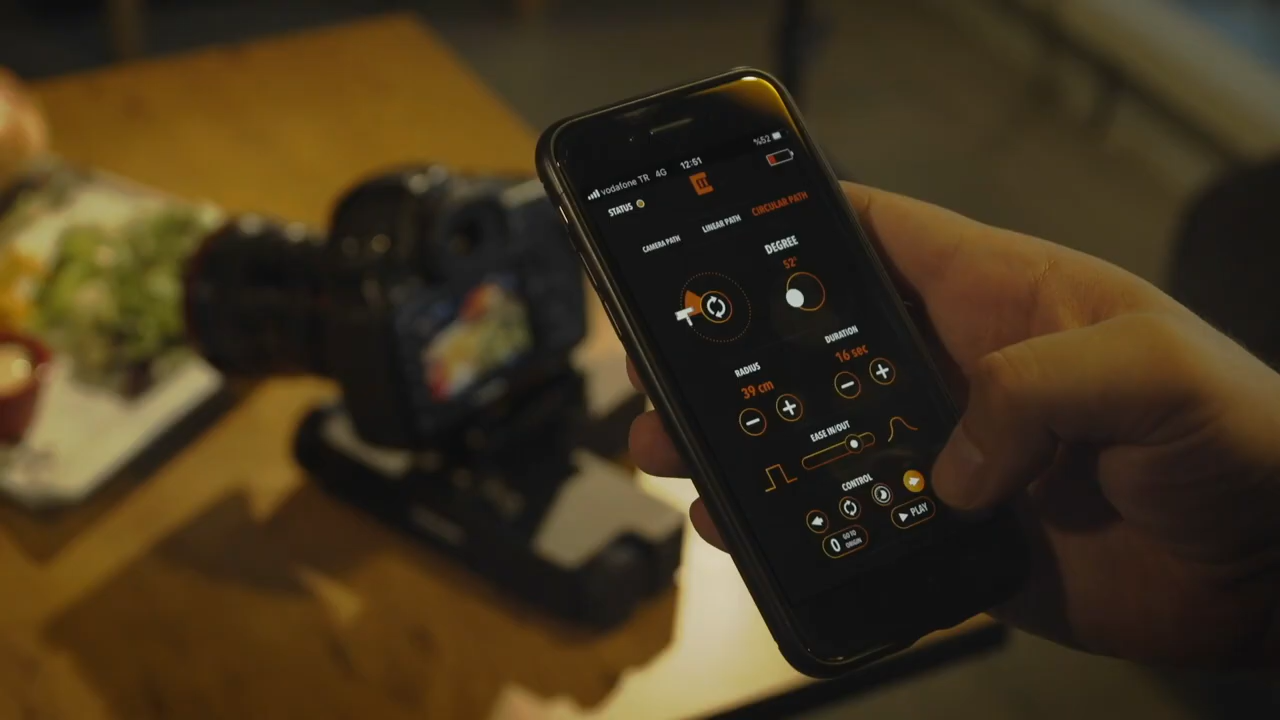 vodafone TR 4G 12:51 %52
STATUS
CAMERA PATH LINEAR PATH CIRCULAR PATH
DEGREE
52°
RADIUS
39 cm
DURATION
16 sec
EASE IN/OUT
CONTROL
0 GO TO ORIGIN
PLAY